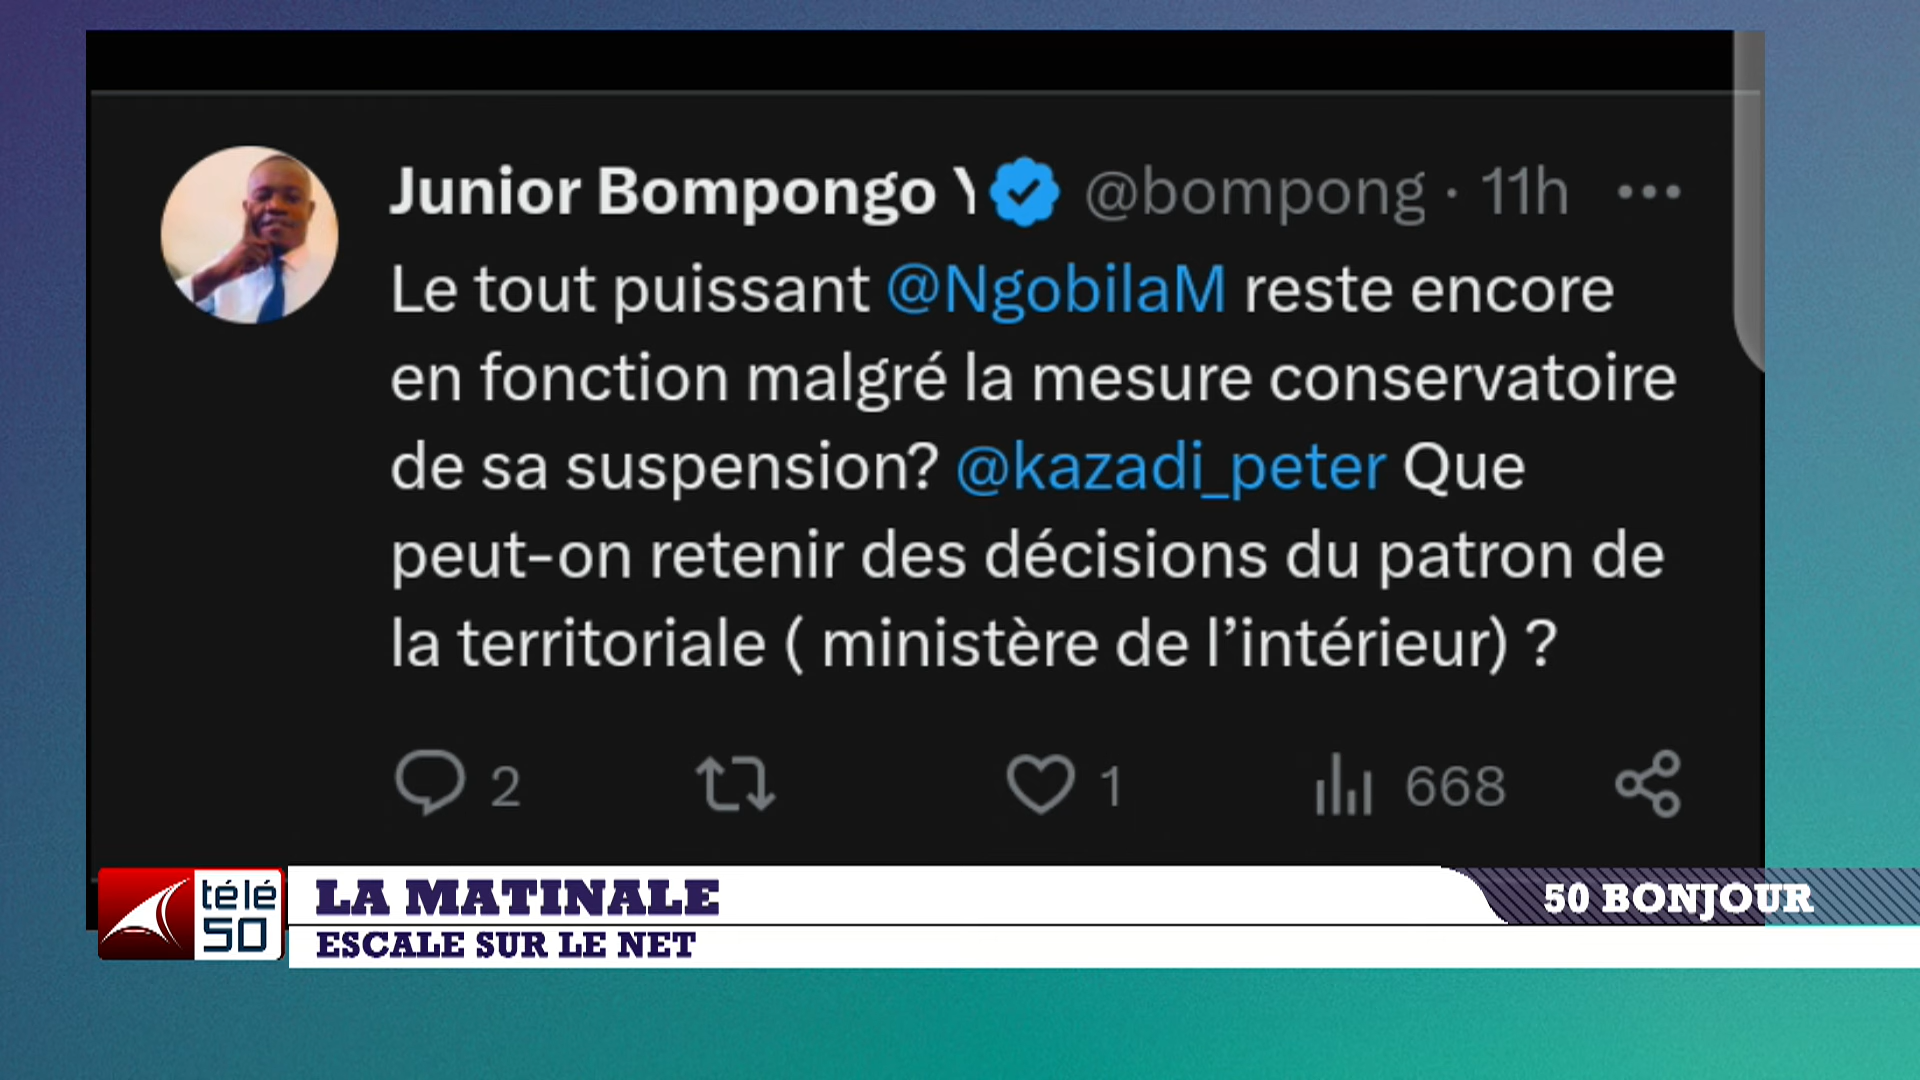 Junior Bompongo Y @bompong · 11h
Le tout puissant @NgobilaM reste encore
en fonction malgré la mesure conservatoire
de sa suspension? @kazadi_peter Que
peut-on retenir des décisions du patron de
la territoriale ( ministère de l’intérieur) ?
2 1 668
télé
50
LA MATINALE
50 BONJOUR
ESCALE SUR LE NET